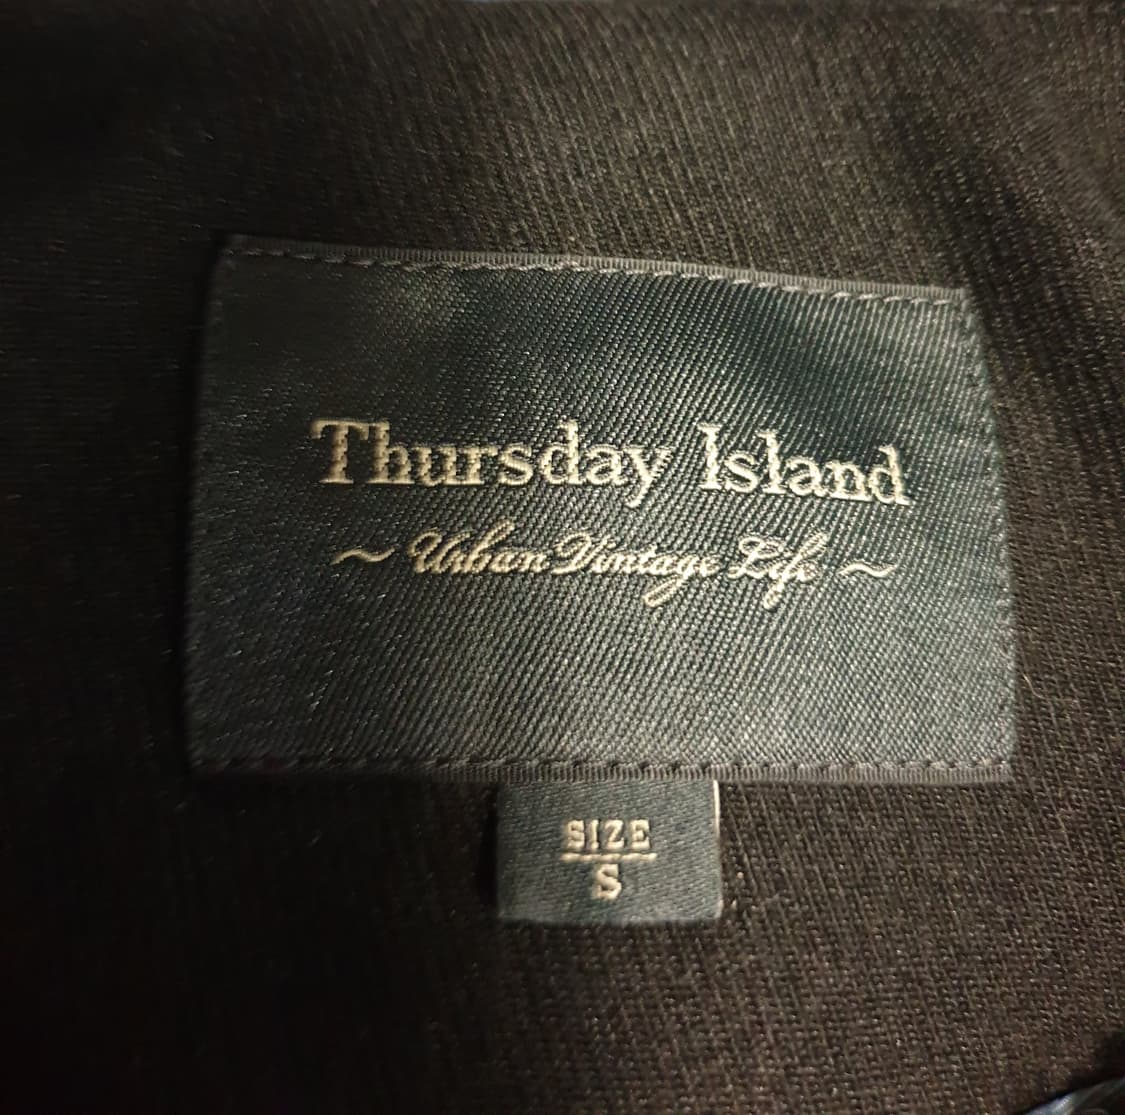 Thursday Island
~ Urban Vintage Life ~
SIZE
S